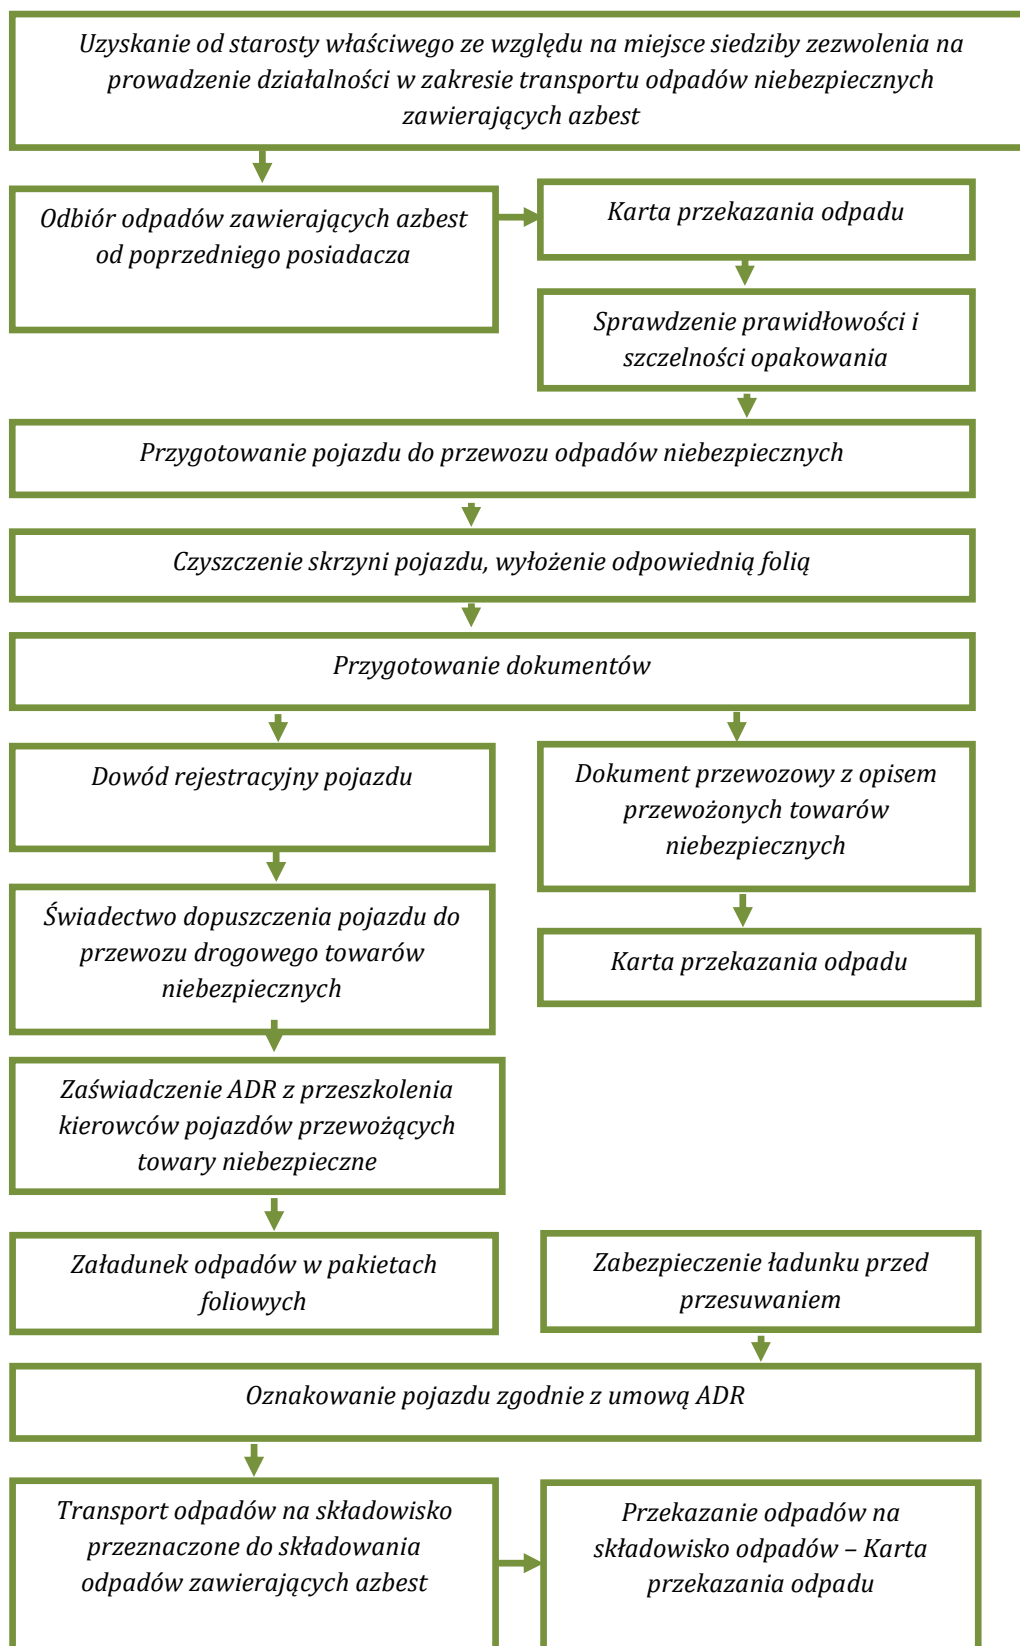 Uzyskanie od starosty właściwego ze względu na miejsce siedziby zezwolenia na
prowadzenie działalności w zakresie transportu odpadów niebezpiecznych
zawierających azbest
Odbiór odpadów zawierających azbest
od poprzedniego posiadacza
Karta przekazania odpadu
Sprawdzenie prawidłowości i
szczelności opakowania
Przygotowanie pojazdu do przewozu odpadów niebezpiecznych
Czyszczenie skrzyni pojazdu, wyłożenie odpowiednią folią
Przygotowanie dokumentów
Dowód rejestracyjny pojazdu
Dokument przewozowy z opisem
przewożonych towarów
niebezpiecznych
Świadectwo dopuszczenia pojazdu do
przewozu drogowego towarów
niebezpiecznych
Karta przekazania odpadu
Zaświadczenie ADR z przeszkolenia
kierowców pojazdów przewożących
towary niebezpieczne
Załadunek odpadów w pakietach
foliowych
Zabezpieczenie ładunku przed
przesuwaniem
Oznakowanie pojazdu zgodnie z umową ADR
Transport odpadów na składowisko
przeznaczone do składowania
odpadów zawierających azbest
Przekazanie odpadów na
składowisko odpadów – Karta
przekazania odpadu